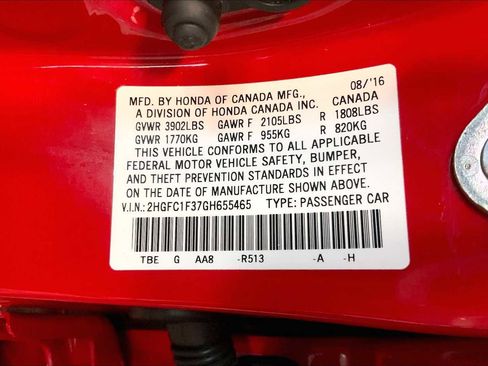 08/'16
MFD. BY HONDA OF CANADA MFG., CANADA
A DIVISION OF HONDA CANADA INC.
GVWR 3902LBS GAWR F 2105LBS R 1808LBS
GVWR 1770KG GAWR F 955KG R 820KG
THIS VEHICLE CONFORMS TO ALL APPLICABLE
FEDERAL MOTOR VEHICLE SAFETY, BUMPER,
AND THEFT PREVENTION STANDARDS IN EFFECT
ON THE DATE OF MANUFACTURE SHOWN ABOVE.
V.I.N.: 2HGFC1F37GH655465 TYPE: PASSENGER CAR
TBE G AA8 -R513 -A -H